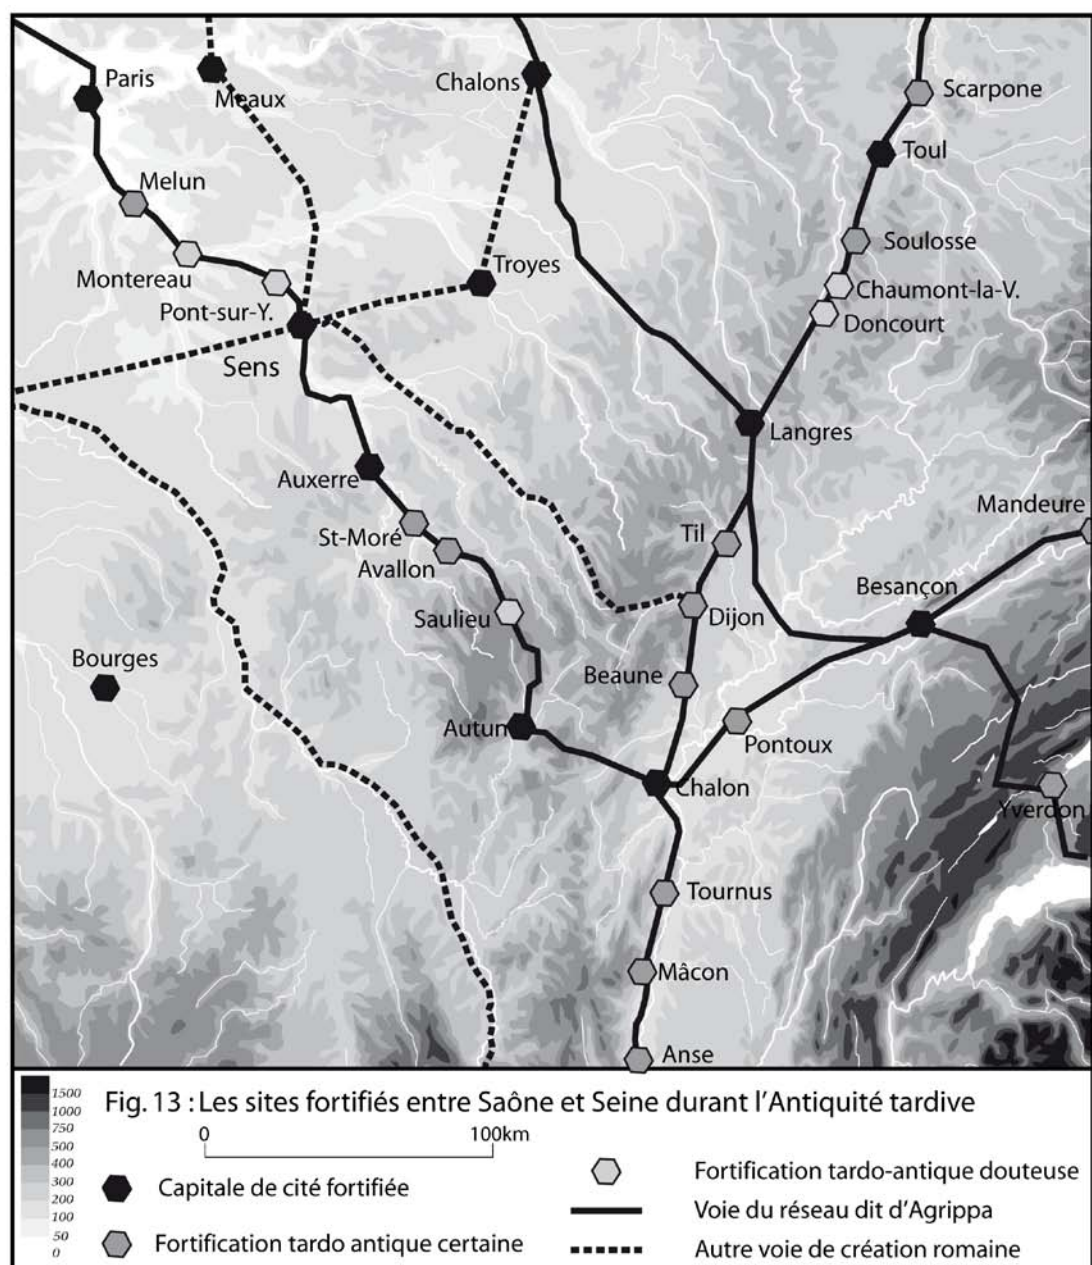 Paris
Meaux
Chalons
Scarpone
Toul
Melun
Soulosse
Montereau
Troyes
Chaumont-la-V.
Pont-sur-Y.
Doncourt
Sens
Langres
Auxerre
Mandeure
St-Moré
Til
Avallon
Besançon
Saulieu
Dijon
Bourges
Beaune
Autun
Pontoux
Chalon
Yverdon
Tournus
Mâcon
Anse
1500
1000
750
500
400
300
200
100
50
0
Fig. 13 : Les sites fortifiés entre Saône et Seine durant l'Antiquité tardive
0 100km
Capitale de cité fortifiée
Fortification tardo antique certaine
Fortification tardo-antique douteuse
Voie du réseau dit d'Agrippa
Autre voie de création romaine